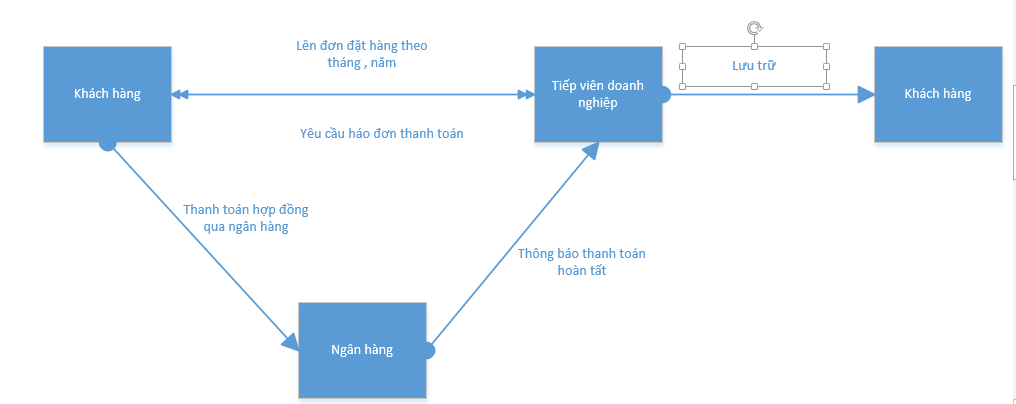 Lên đơn đặt hàng theo
tháng , năm
Khách hàng
Tiếp viên doanh
nghiệp
Lưu trữ
Khách hàng
Yêu cầu háo đơn thanh toán
Thanh toán hợp đồng
qua ngân hàng
Thông báo thanh toán
hoàn tất
Ngân hàng